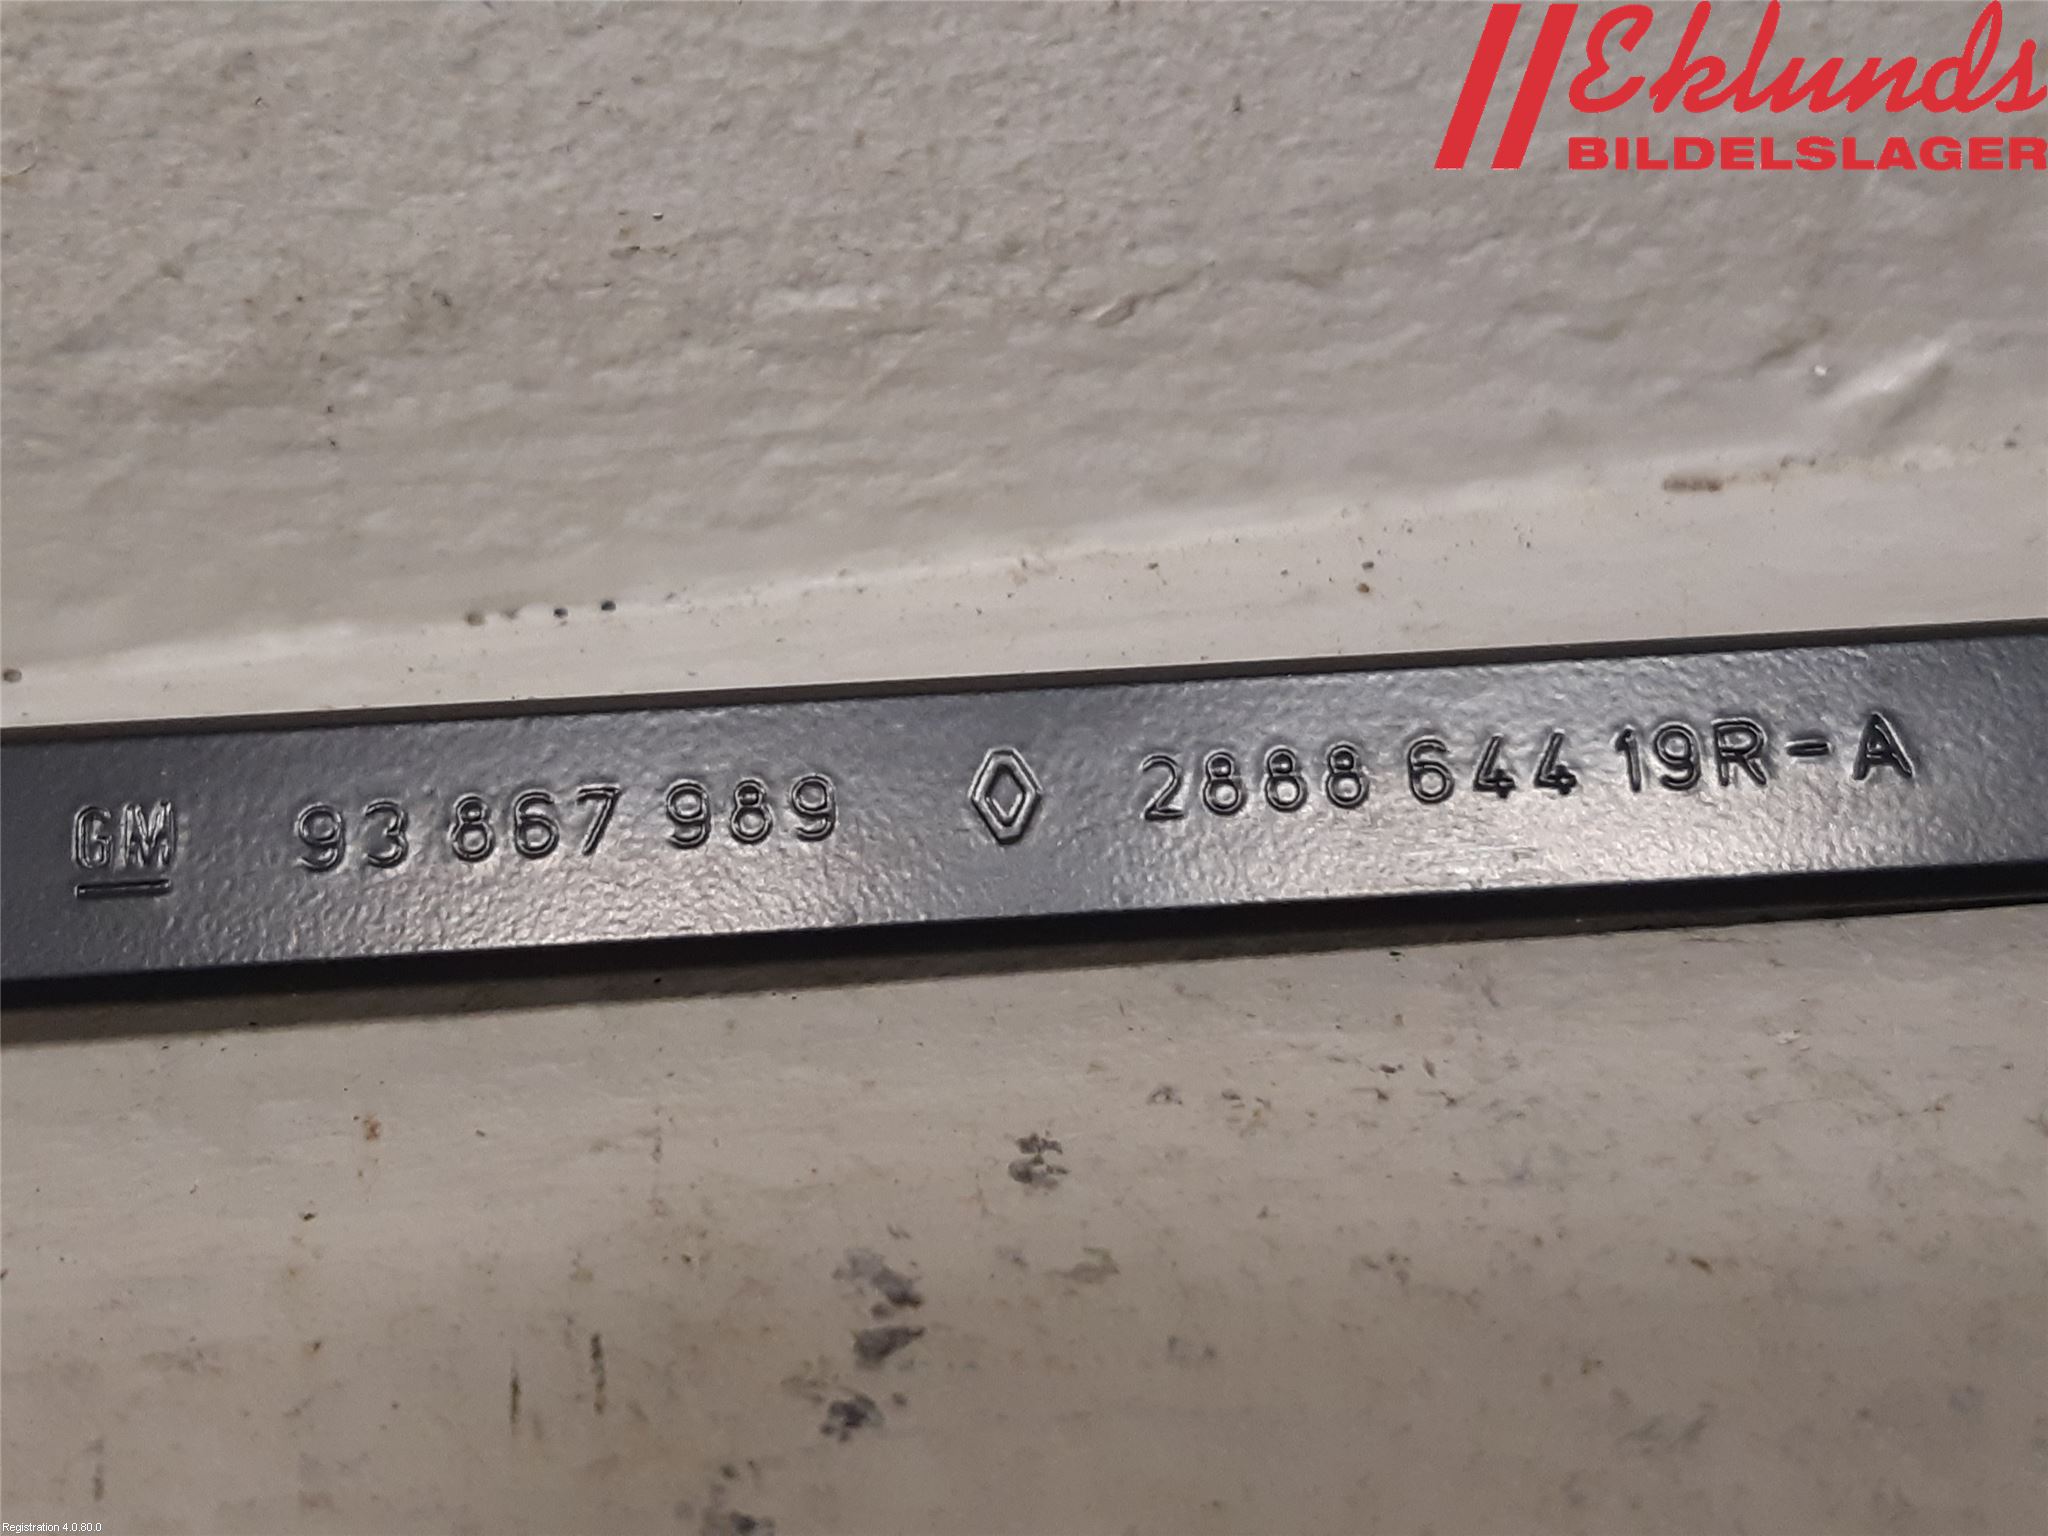 Eklunds
BILDELSLAGER
GM 93 867 989 2888 644 19R-A
Registration 4.0.80.0